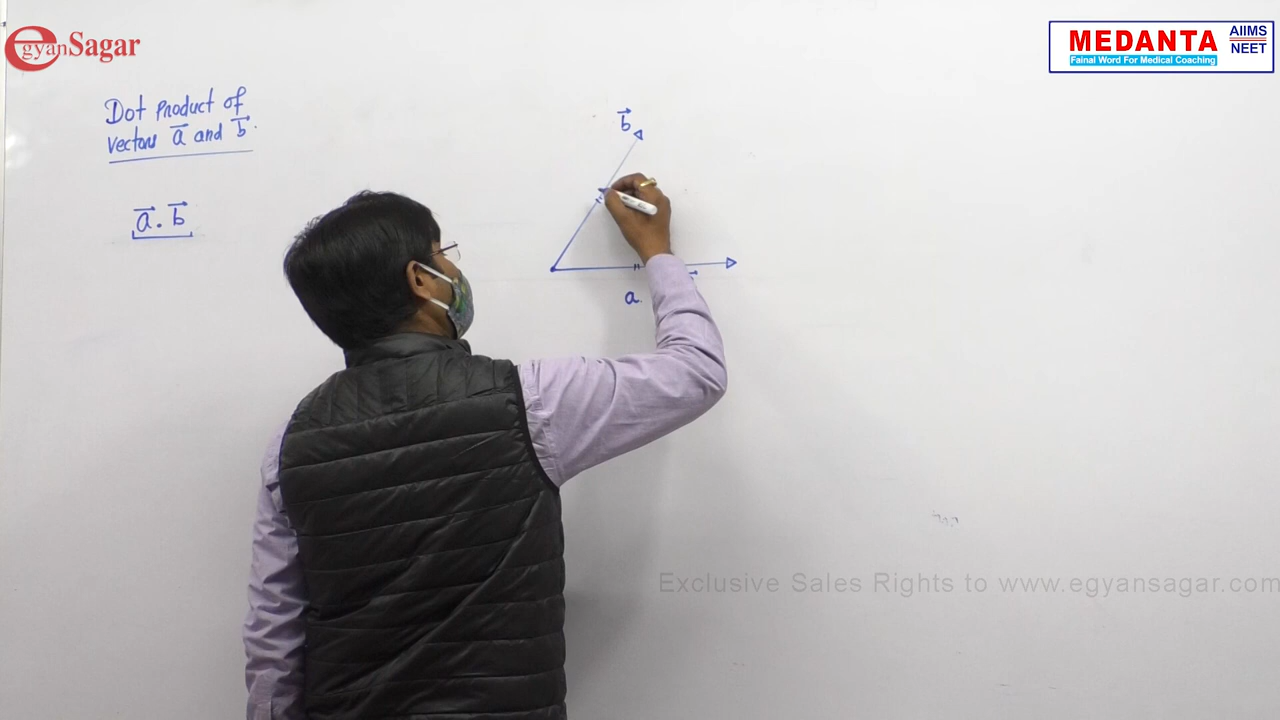 egyanSagar
MEDANTA
AIIMS
NEET
Fainal Word For Medical Coaching
Dot Product of
vectors a⃗ and b⃗.
b⃗
a⃗ . b⃗
a
Exclusive Sales Rights to www.egyansagar.com